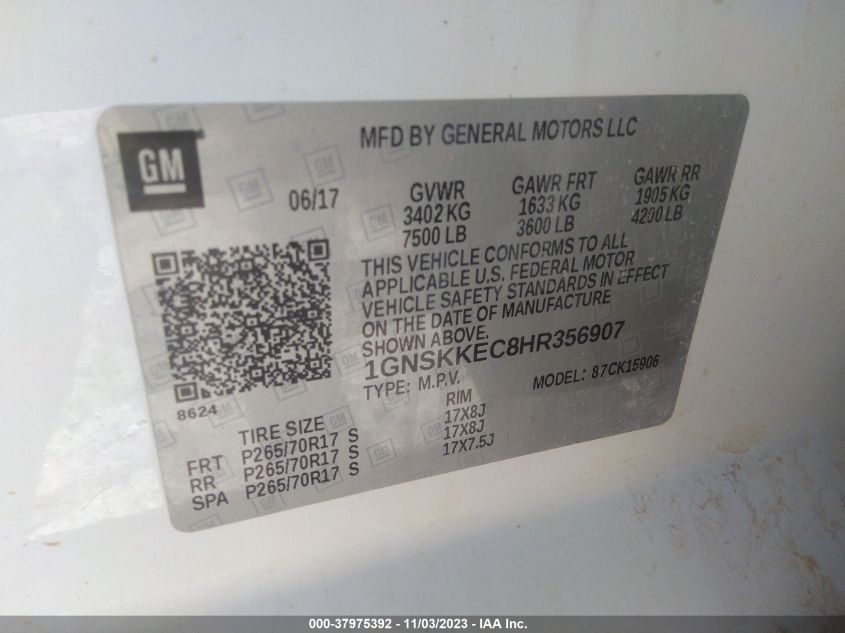 MFD BY GENERAL MOTORS LLC
GM
06/17
GVWR GAWR FRT GAWR RR
3402 KG 1633 KG 1905 KG
7500 LB 3600 LB 4200 LB
THIS VEHICLE CONFORMS TO ALL
APPLICABLE U.S. FEDERAL MOTOR
VEHICLE SAFETY STANDARDS IN EFFECT
ON THE DATE OF MANUFACTURE
SHOWN ABOVE.
1GNSKKEC8HR356907
TYPE: M.P.V. MODEL: 87CK15906
8624
TIRE SIZE RIM
FRT P265/70R17 S 17X8J
RR P265/70R17 S 17X8J
SPA P265/70R17 S 17X7.5J
000-37975392 - 11/03/2023 - IAA Inc.